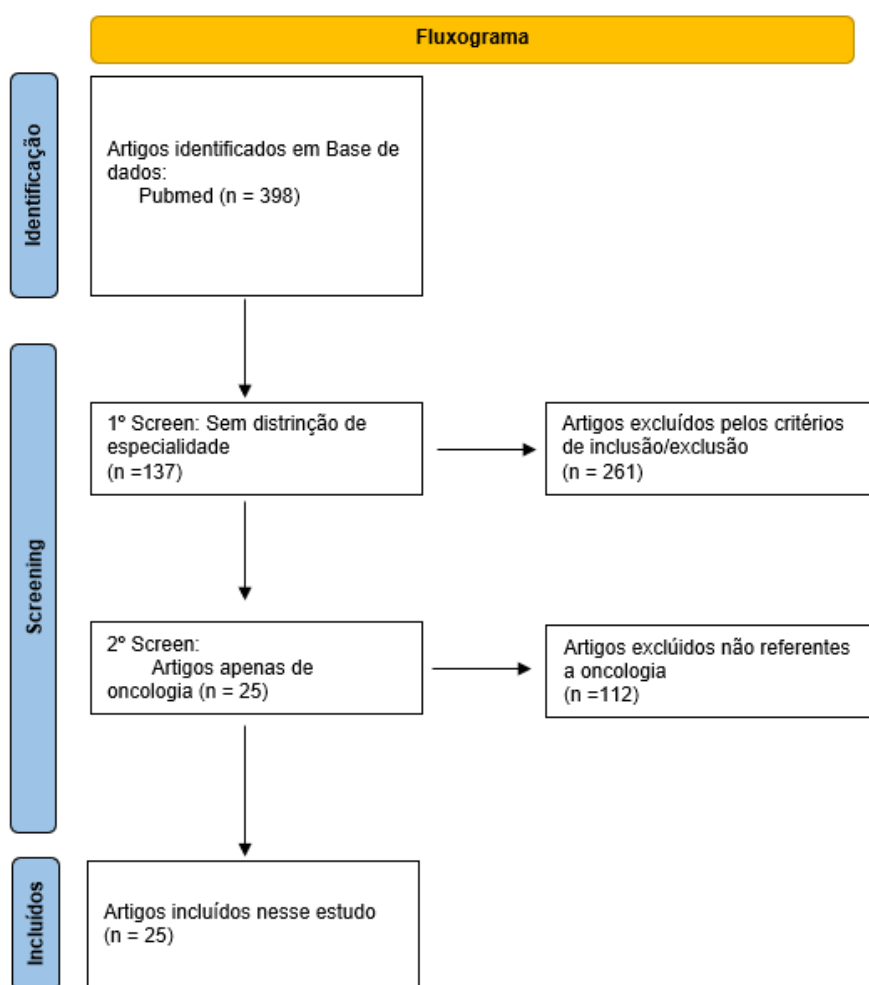 Fluxograma
Identificação
Artigos identificados em Base de
dados:
Pubmed (n = 398)
Screening
1º Screen: Sem distrinção de
especialidade
(n =137)
Artigos excluídos pelos critérios
de inclusão/exclusão
(n = 261)
2º Screen:
Artigos apenas de
oncologia (n = 25)
Artigos exclúidos não referentes
a oncologia
(n =112)
Incluídos
Artigos incluídos nesse estudo
(n = 25)